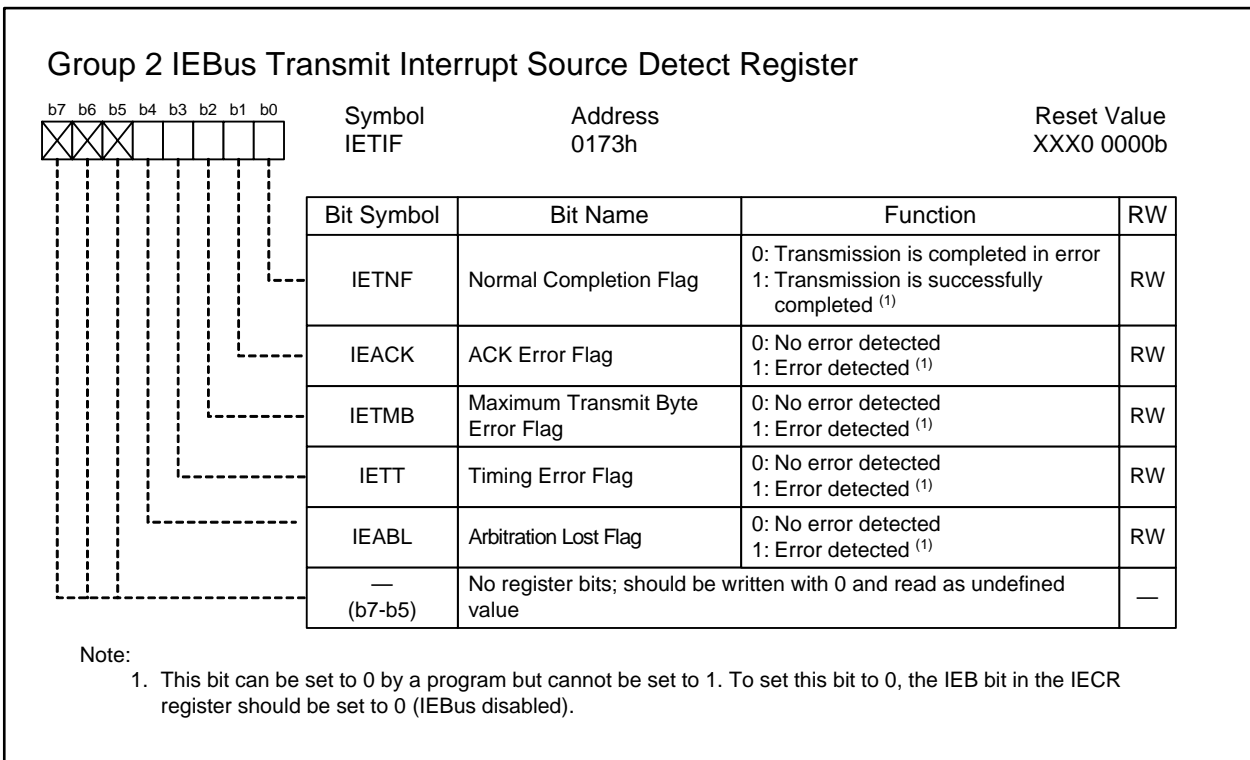 Group 2 IEBus Transmit Interrupt Source Detect Register
b7 b6 b5 b4 b3 b2 b1 b0
Symbol Address Reset Value
IETIF 0173h XXX0 0000b
Bit Symbol Bit Name Function RW
IETNF Normal Completion Flag 0: Transmission is completed in error
1: Transmission is successfully
completed (1) RW
IEACK ACK Error Flag 0: No error detected
1: Error detected (1) RW
IETMB Maximum Transmit Byte
Error Flag 0: No error detected
1: Error detected (1) RW
IETT Timing Error Flag 0: No error detected
1: Error detected (1) RW
IEABL Arbitration Lost Flag 0: No error detected
1: Error detected (1) RW
—
(b7-b5) No register bits; should be written with 0 and read as undefined
value —
Note:
1. This bit can be set to 0 by a program but cannot be set to 1. To set this bit to 0, the IEB bit in the IECR
register should be set to 0 (IEBus disabled).